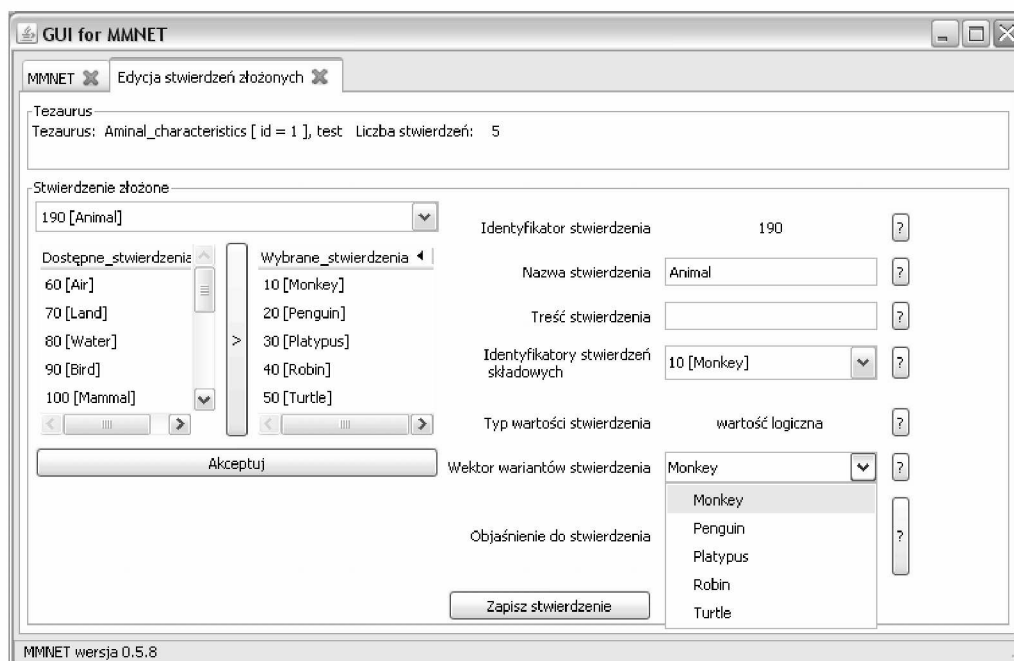 GUI for MMNET
MMNET
Edycja stwierdzeń złożonych
Tezaurus
Tezaurus: Aminal_characteristics [ id = 1 ], test Liczba stwierdzeń: 5
Stwierdzenie złożone
190 [Animal]
Dostępne_stwierdzenia
60 [Air]
70 [Land]
80 [Water]
90 [Bird]
100 [Mammal]
>
Wybrane_stwierdzenia
10 [Monkey]
20 [Penguin]
30 [Platypus]
40 [Robin]
50 [Turtle]
Akceptuj
Identyfikator stwierdzenia 190 ?
Nazwa stwierdzenia Animal ?
Treść stwierdzenia ?
Identyfikatory stwierdzeń
składowych 10 [Monkey] ?
Typ wartości stwierdzenia wartość logiczna ?
Wektor wariantów stwierdzenia Monkey ?
Monkey
Penguin
Platypus
Robin
Turtle
Objaśnienie do stwierdzenia ?
Zapisz stwierdzenie
MMNET wersja 0.5.8